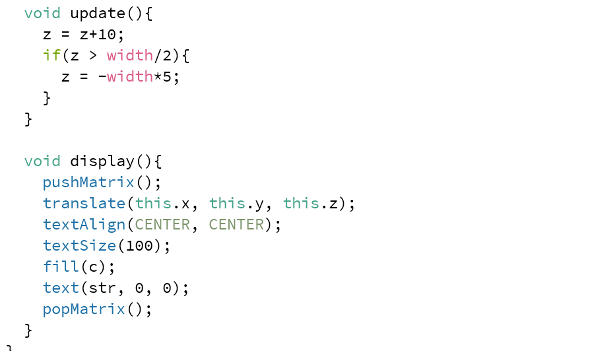 void update(){
  z = z+10;
  if(z > width/2){
    z = -width*5;
  }
}

void display(){
  pushMatrix();
  translate(this.x, this.y, this.z);
  textAlign(CENTER, CENTER);
  textSize(100);
  fill(c);
  text(str, 0, 0);
  popMatrix();
}
}